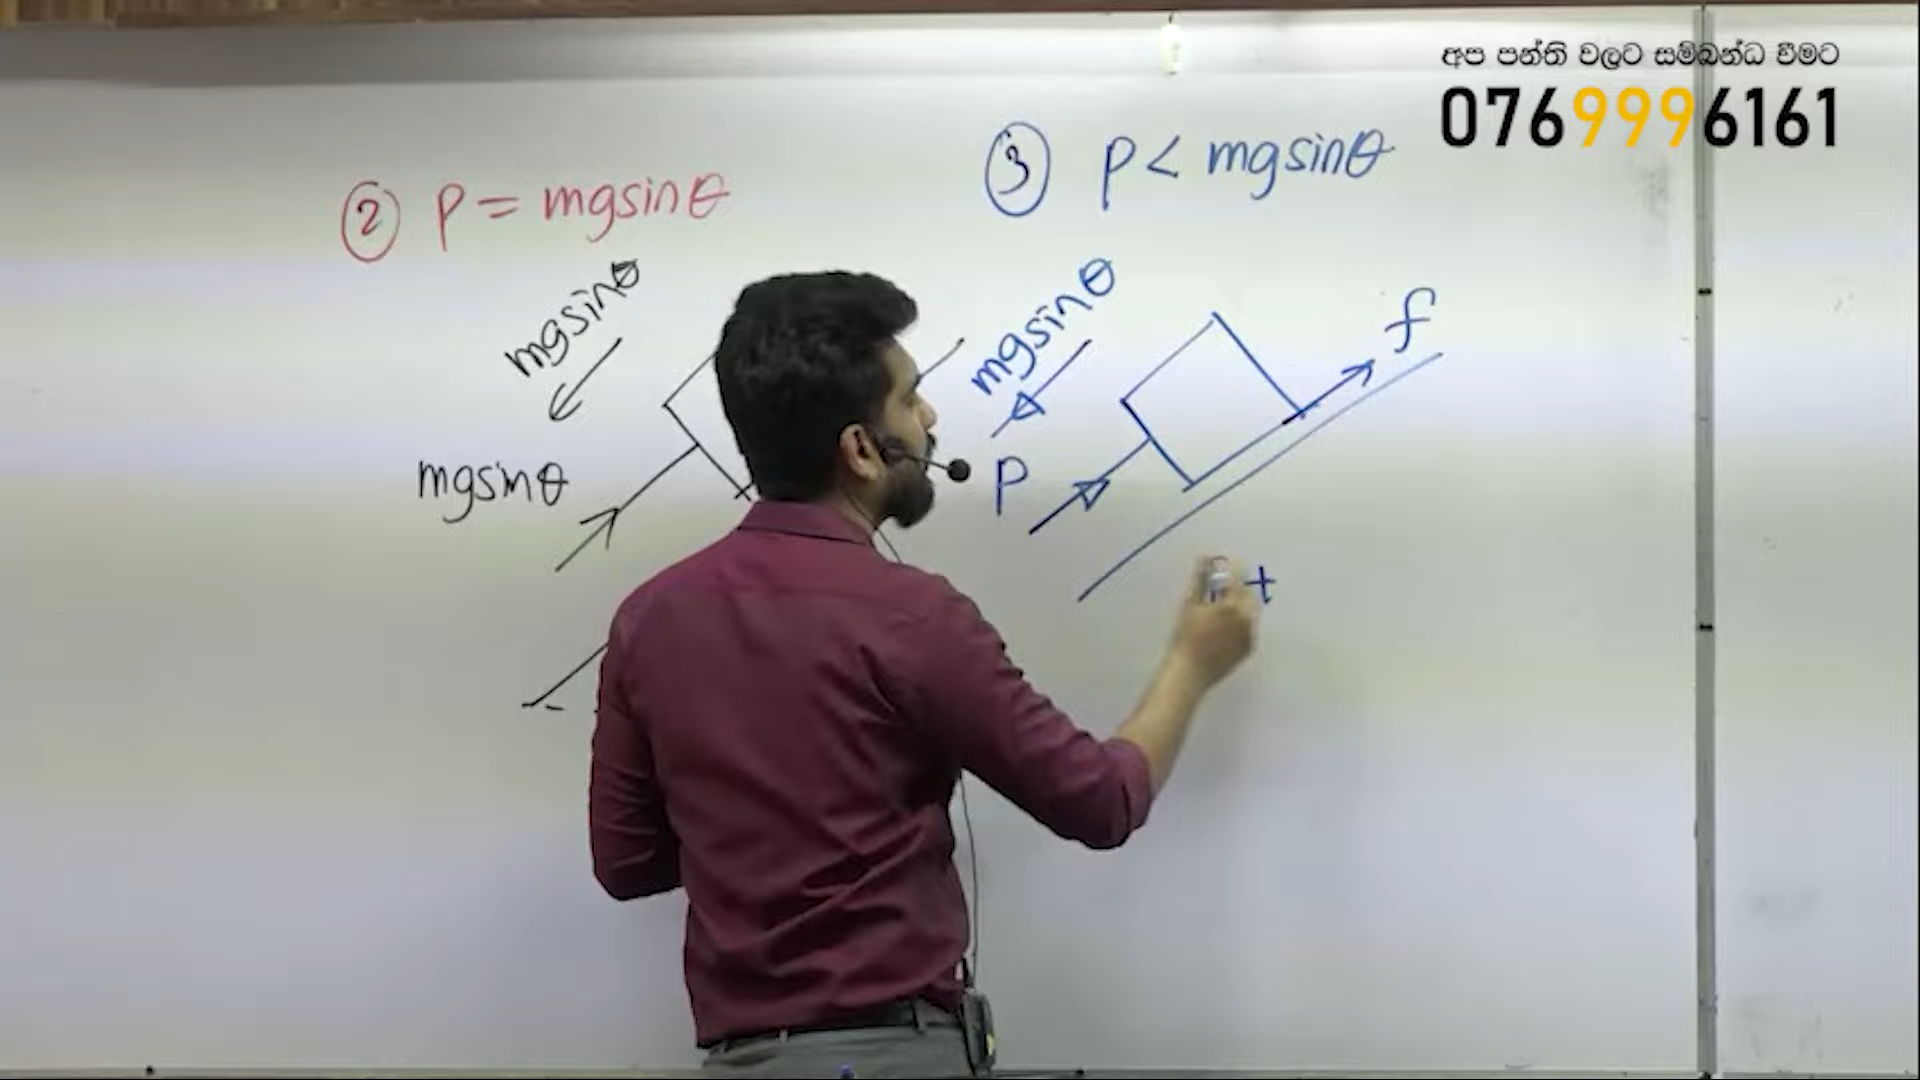 අප පන්ති වලට සම්බන්ධ වීමට
0769996161
② P = mgsinθ
mgsinθ
mgsinθ
③ P < mgsinθ
mgsinθ
f
P
+